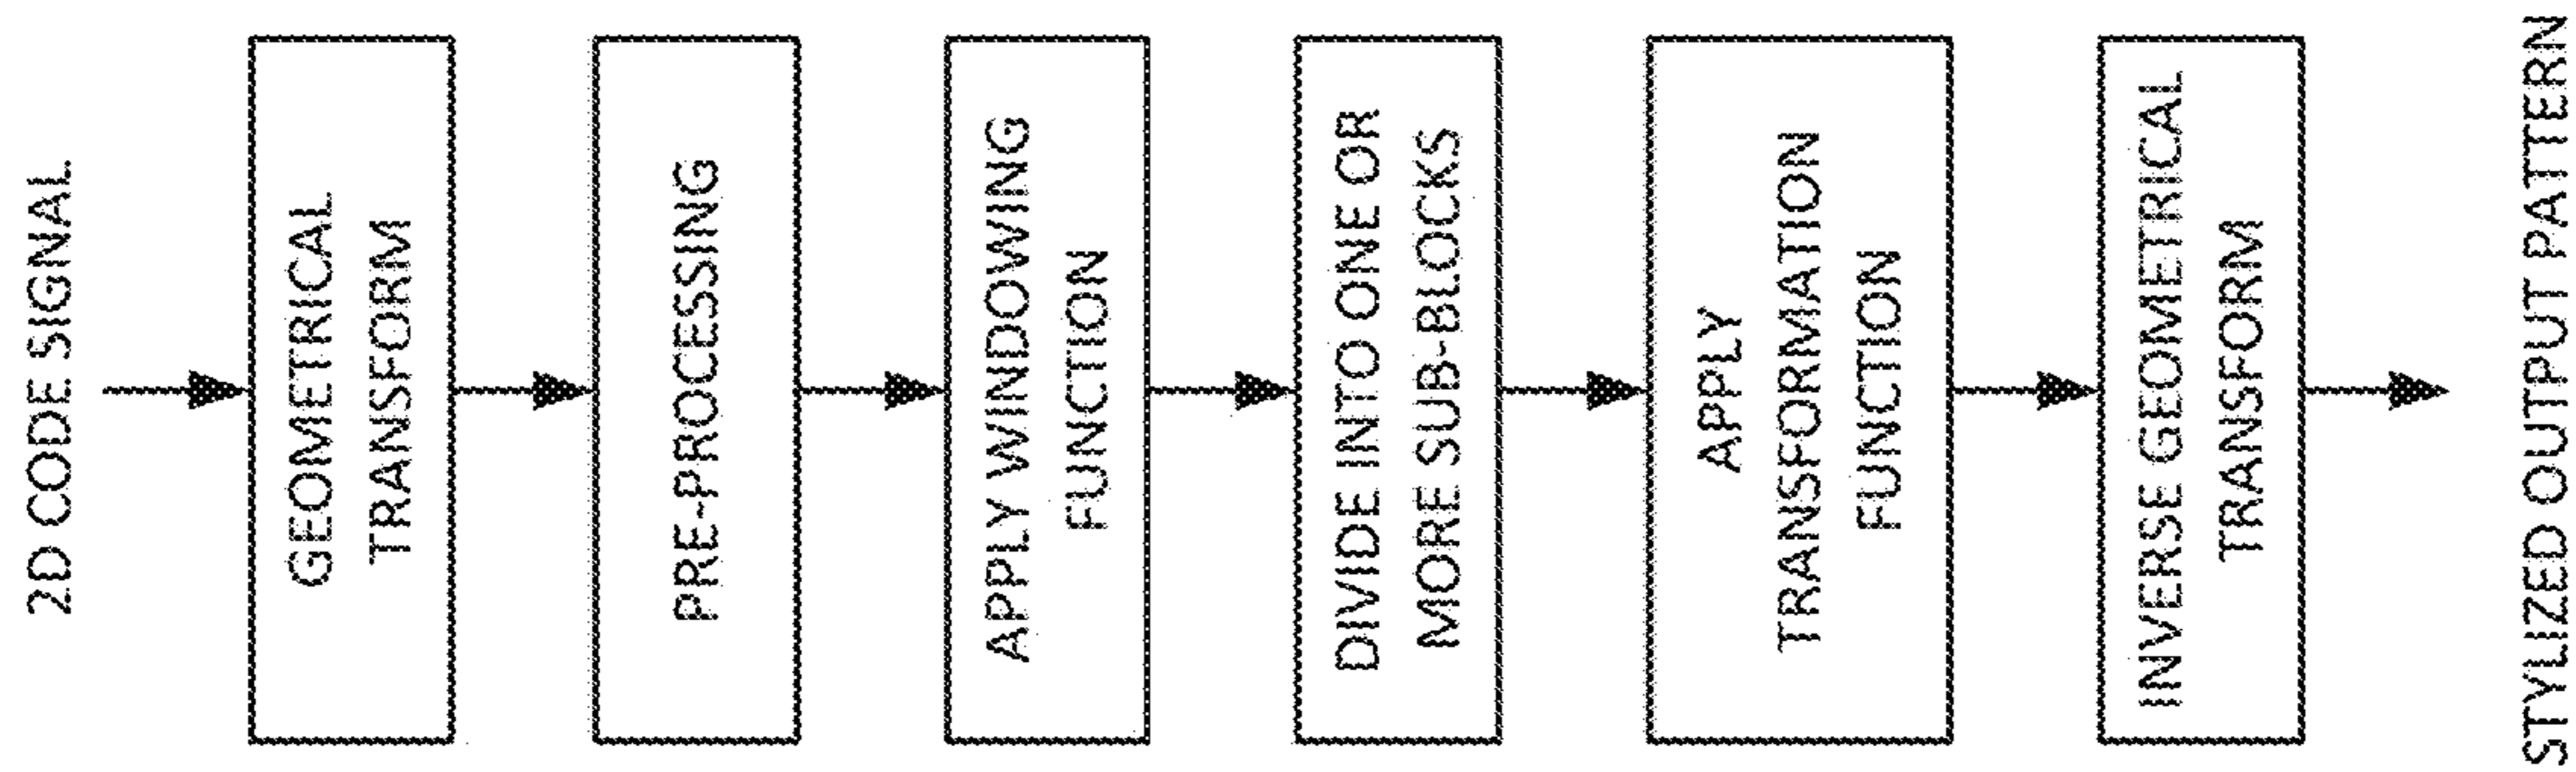 2D CODE SIGNAL
GEOMETRICAL
TRANSFORM
PRE-PROCESSING
APPLY WINDOWING
FUNCTION
DIVIDE INTO ONE OR
MORE SUB-BLOCKS
APPLY
TRANSFORMATION
FUNCTION
INVERSE GEOMETRICAL
TRANSFORM
STYLIZED OUTPUT PATTERN